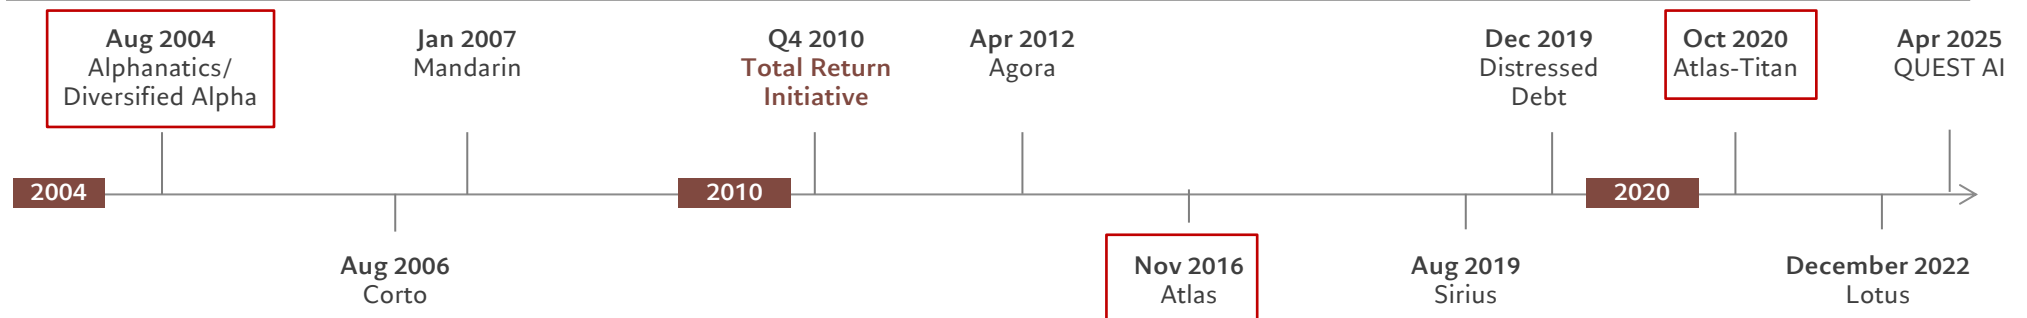 Aug 2004
Alphanatics/
Diversified Alpha
Jan 2007
Mandarin
Q4 2010
Total Return
Initiative
Apr 2012
Agora
Dec 2019
Distressed
Debt
Oct 2020
Atlas-Titan
Apr 2025
QUEST AI
2004
2010
2020
Aug 2006
Corto
Nov 2016
Atlas
Aug 2019
Sirius
December 2022
Lotus